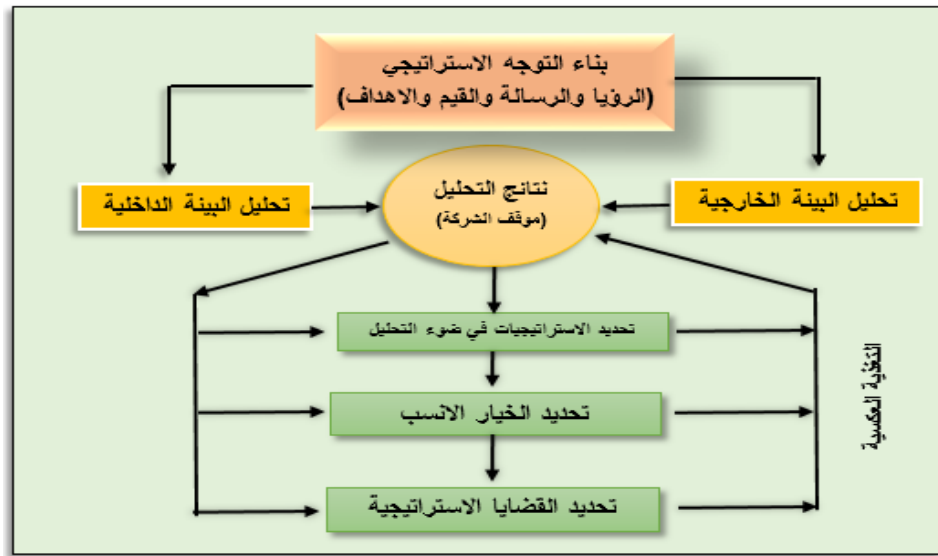 بناء التوجه الاستراتيجي
(الرؤيا والرسالة والقيم والاهداف)
تحليل البيئة الخارجية
نتائج التحليل
(موقف الشركة)
تحليل البيئة الداخلية
تحديد الاستراتيجيات في ضوء التحليل
تحديد الخيار الانسب
تحديد القضايا الاستراتيجية
التغذية العكسية